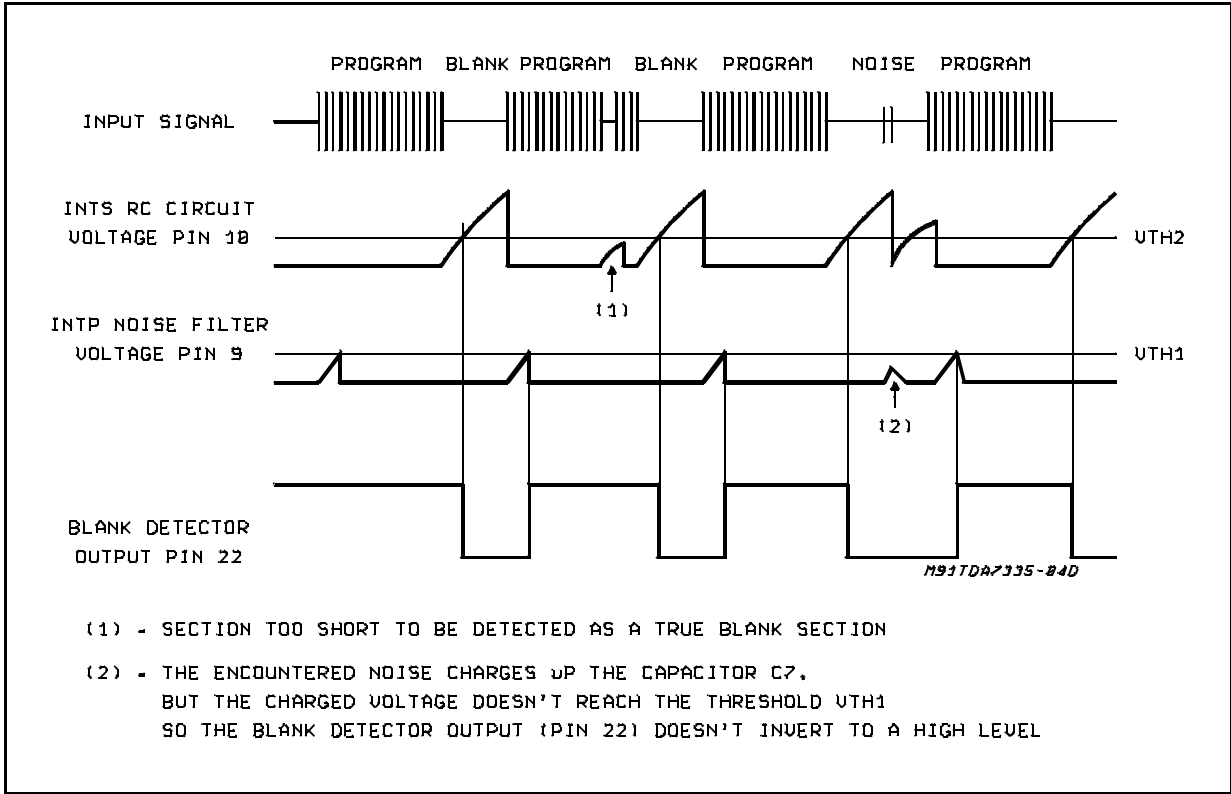 PROGRAM BLANK PROGRAM BLANK PROGRAM NOISE PROGRAM
INPUT SIGNAL
INTS RC CIRCUIT
VOLTAGE PIN 10
VTH2
(1)
INTP NOISE FILTER
VOLTAGE PIN 9
VTH1
(2)
BLANK DETECTOR
OUTPUT PIN 22
M91TDA7335-04D
(1) - SECTION TOO SHORT TO BE DETECTED AS A TRUE BLANK SECTION
(2) - THE ENCOUNTERED NOISE CHARGES UP THE CAPACITOR C7.
BUT THE CHARGED VOLTAGE DOESN'T REACH THE THRESHOLD VTH1
SO THE BLANK DETECTOR OUTPUT (PIN 22) DOESN'T INVERT TO A HIGH LEVEL